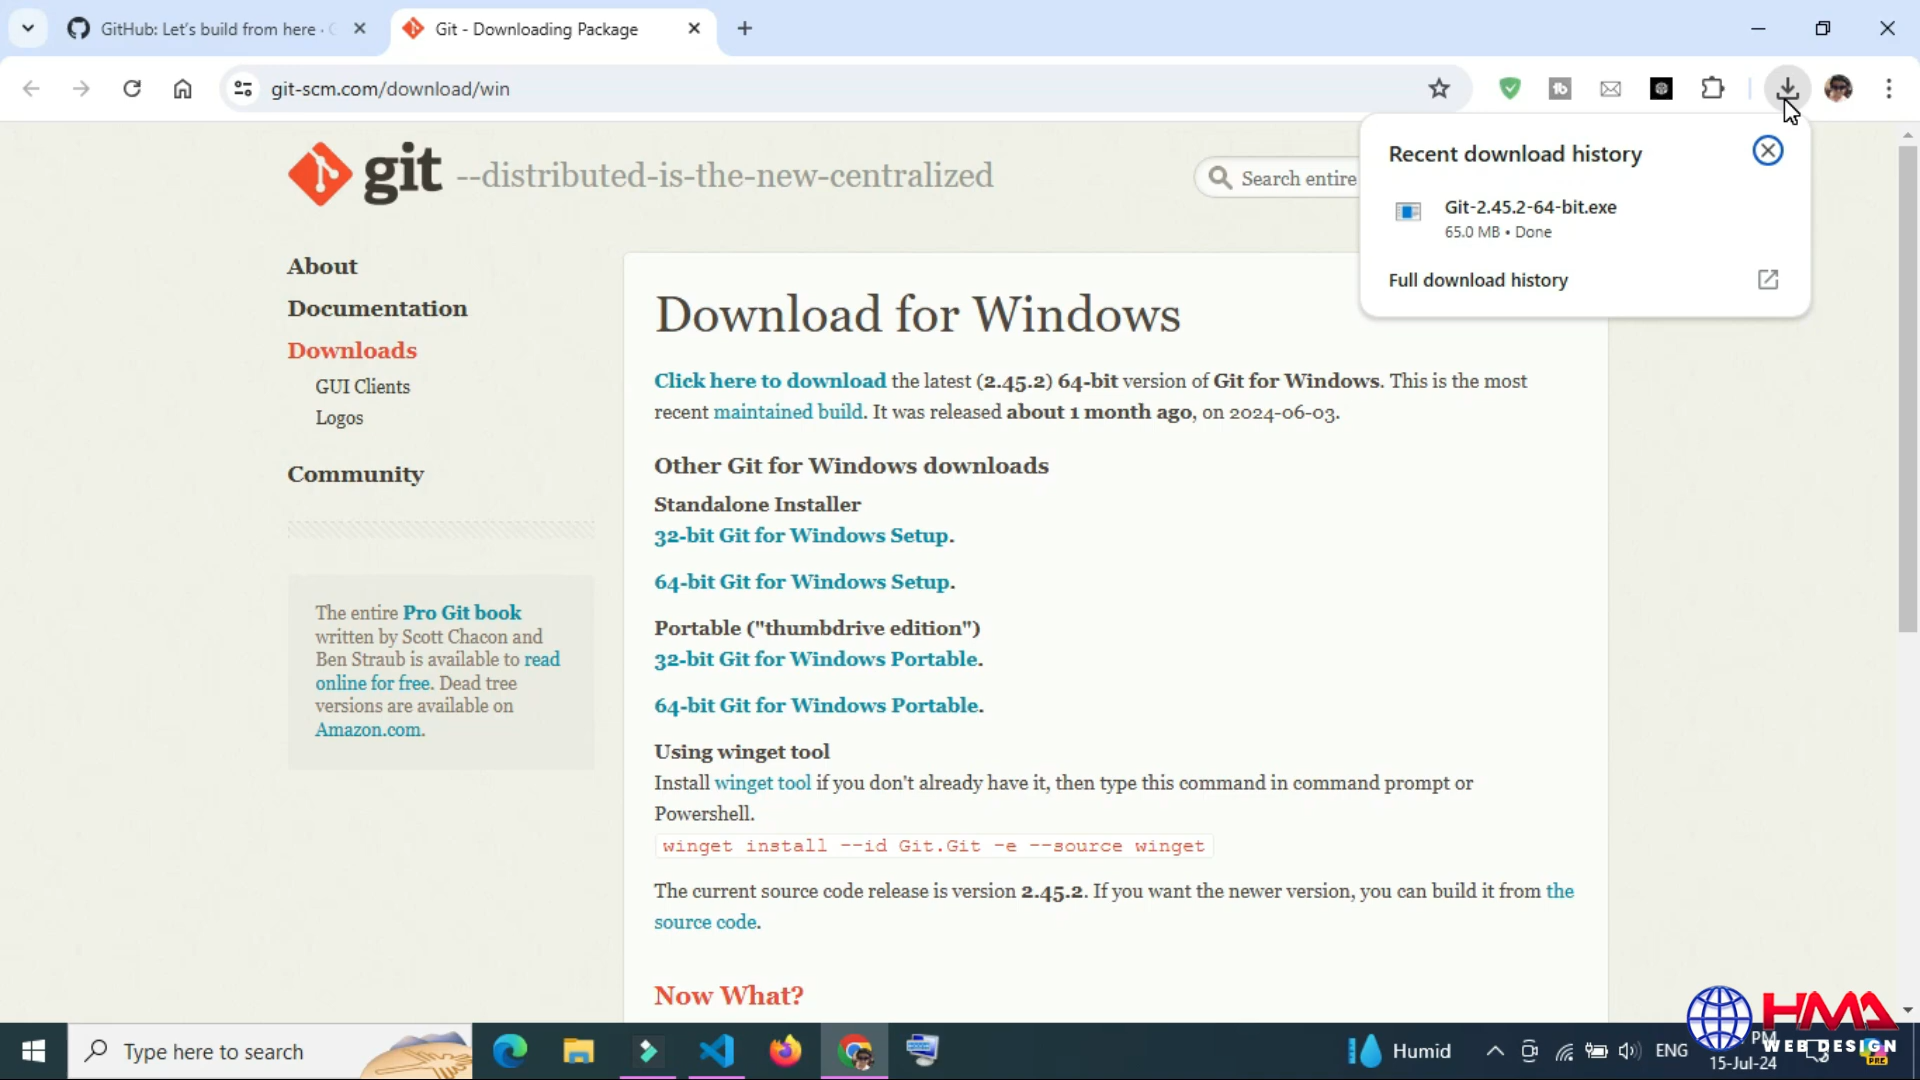 GitHub: Let's build from here ·
Git - Downloading Package
git-scm.com/download/win
git --distributed-is-the-new-centralized
Search entire
Recent download history
Git-2.45.2-64-bit.exe
65.0 MB • Done
Full download history
About
Documentation
Downloads
GUI Clients
Logos
Community
The entire Pro Git book
written by Scott Chacon and
Ben Straub is available to read
online for free. Dead tree
versions are available on
Amazon.com.
Download for Windows
Click here to download the latest (2.45.2) 64-bit version of Git for Windows. This is the most
recent maintained build. It was released about 1 month ago, on 2024-06-03.
Other Git for Windows downloads
Standalone Installer
32-bit Git for Windows Setup.
64-bit Git for Windows Setup.
Portable ("thumbdrive edition")
32-bit Git for Windows Portable.
64-bit Git for Windows Portable.
Using winget tool
Install winget tool if you don't already have it, then type this command in command prompt or
Powershell.
winget install --id Git.Git -e --source winget
The current source code release is version 2.45.2. If you want the newer version, you can build it from the
source code.
Now What?
Type here to search
Humid
ENG
PM
15-Jul-24
HMA
WEB DESIGN
PRE